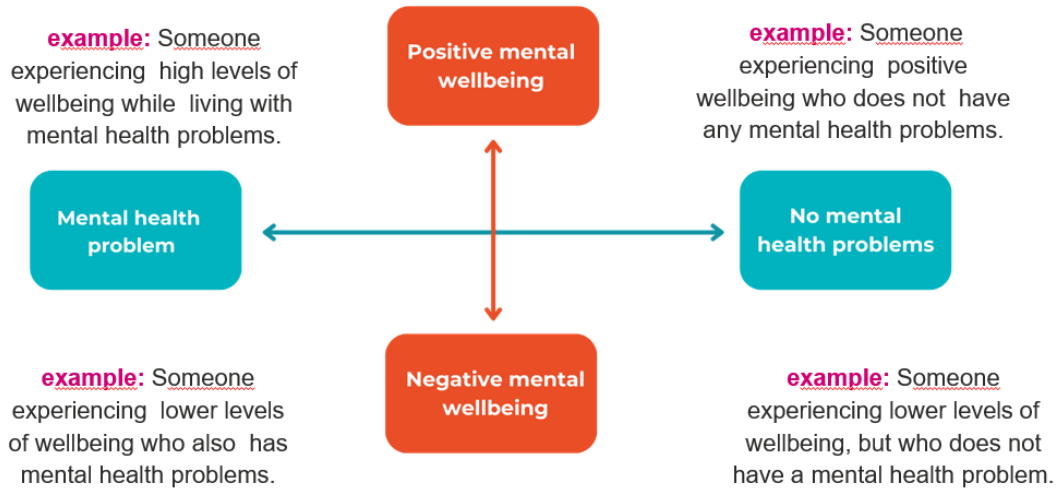 example: Someone
experiencing high levels of
wellbeing while living with
mental health problems.
Positive mental
wellbeing
example: Someone
experiencing positive
wellbeing who does not have
any mental health problems.
Mental health
problem
No mental
health problems
example: Someone
experiencing lower levels
of wellbeing who also has
mental health problems.
Negative mental
wellbeing
example: Someone
experiencing lower levels of
wellbeing, but who does not
have a mental health problem.